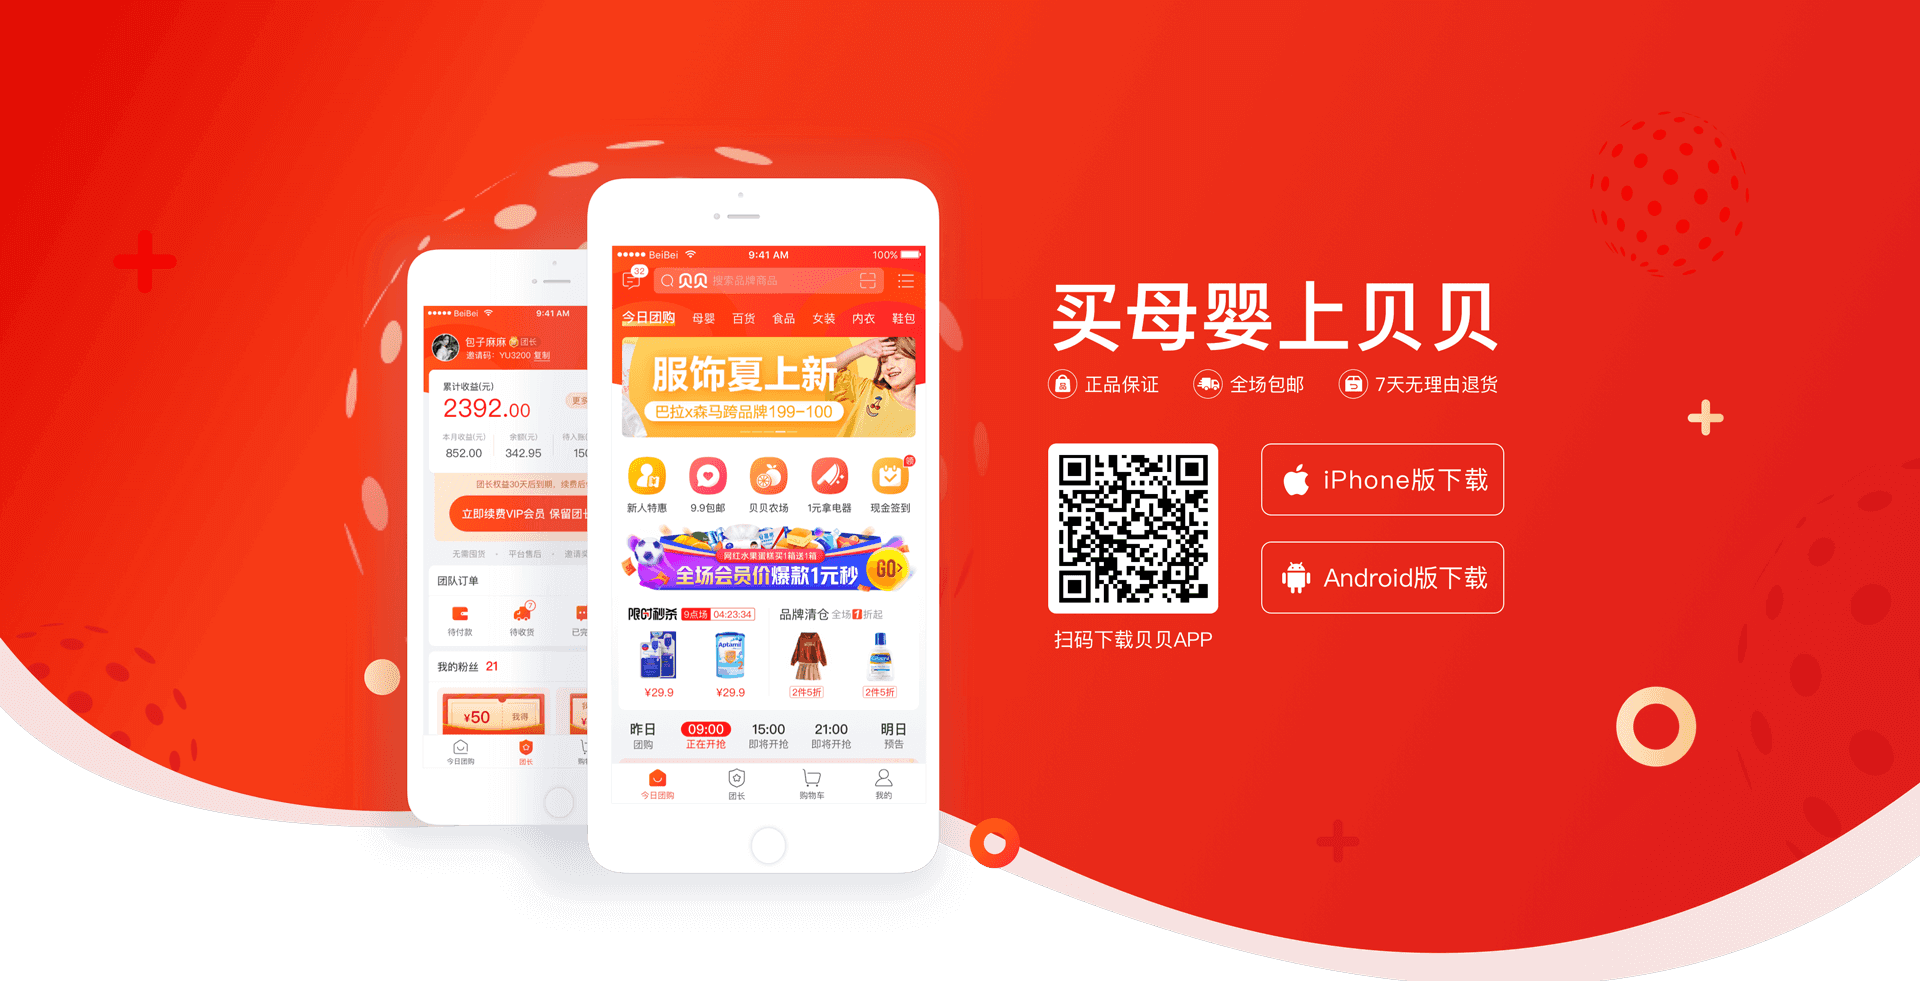 BeiBei
9:41 AM
包子麻麻
团长
邀请码：YU3200 复制
累计收益(元)
2392.00
本月收益(元)
余额(元)
852.00
342.95
团长权益30天后到期，续费后
立即续费VIP会员 保留团长
无需囤货 · 平台售后 ·
团队订单
7
待付款
待收货
我的粉丝 21
¥50
我得
今日团购
团长
BeiBei
9:41 AM
100%
32
贝贝 搜索品牌商品
今日团购 母婴 百货 食品 女装 内衣 鞋包
服饰夏上新
巴拉x森马跨品牌199-100
领
新人特惠 9.9包邮 贝贝农场 1元拿电器 现金签到
网红水果蛋糕买1箱送1箱
全场会员价爆款1元秒
GO>
限时秒杀 9点场 04:23:34
品牌清仓 全场1折起
Aptamil
Cetaphil
¥29.9
¥29.9
2件5折
2件5折
昨日 09:00 15:00 21:00 明日
团购 正在开抢 即将开抢 即将开抢 预告
今日团购 团长 购物车 我的
买母婴上贝贝
正品保证 全场包邮 7天无理由退货
iPhone版下载
Android版下载
扫码下载贝贝APP